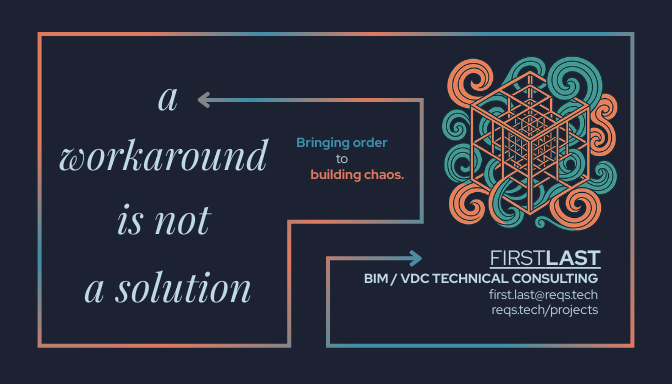 a
workaround
is not
a solution
Bringing order
to
building chaos.
FIRSTLAST
BIM / VDC TECHNICAL CONSULTING
first.last@reqs.tech
reqs.tech/projects